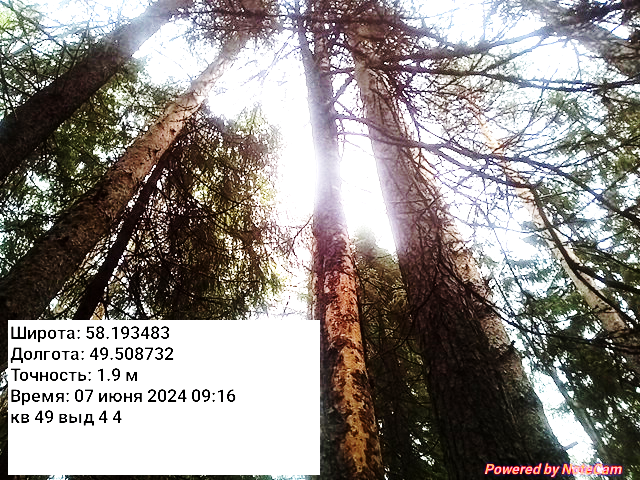 Широта: 58.193483
Долгота: 49.508732
Точность: 1.9 м
Время: 07 июня 2024 09:16
кв 49 выд 4 4
Powered by NoteCam